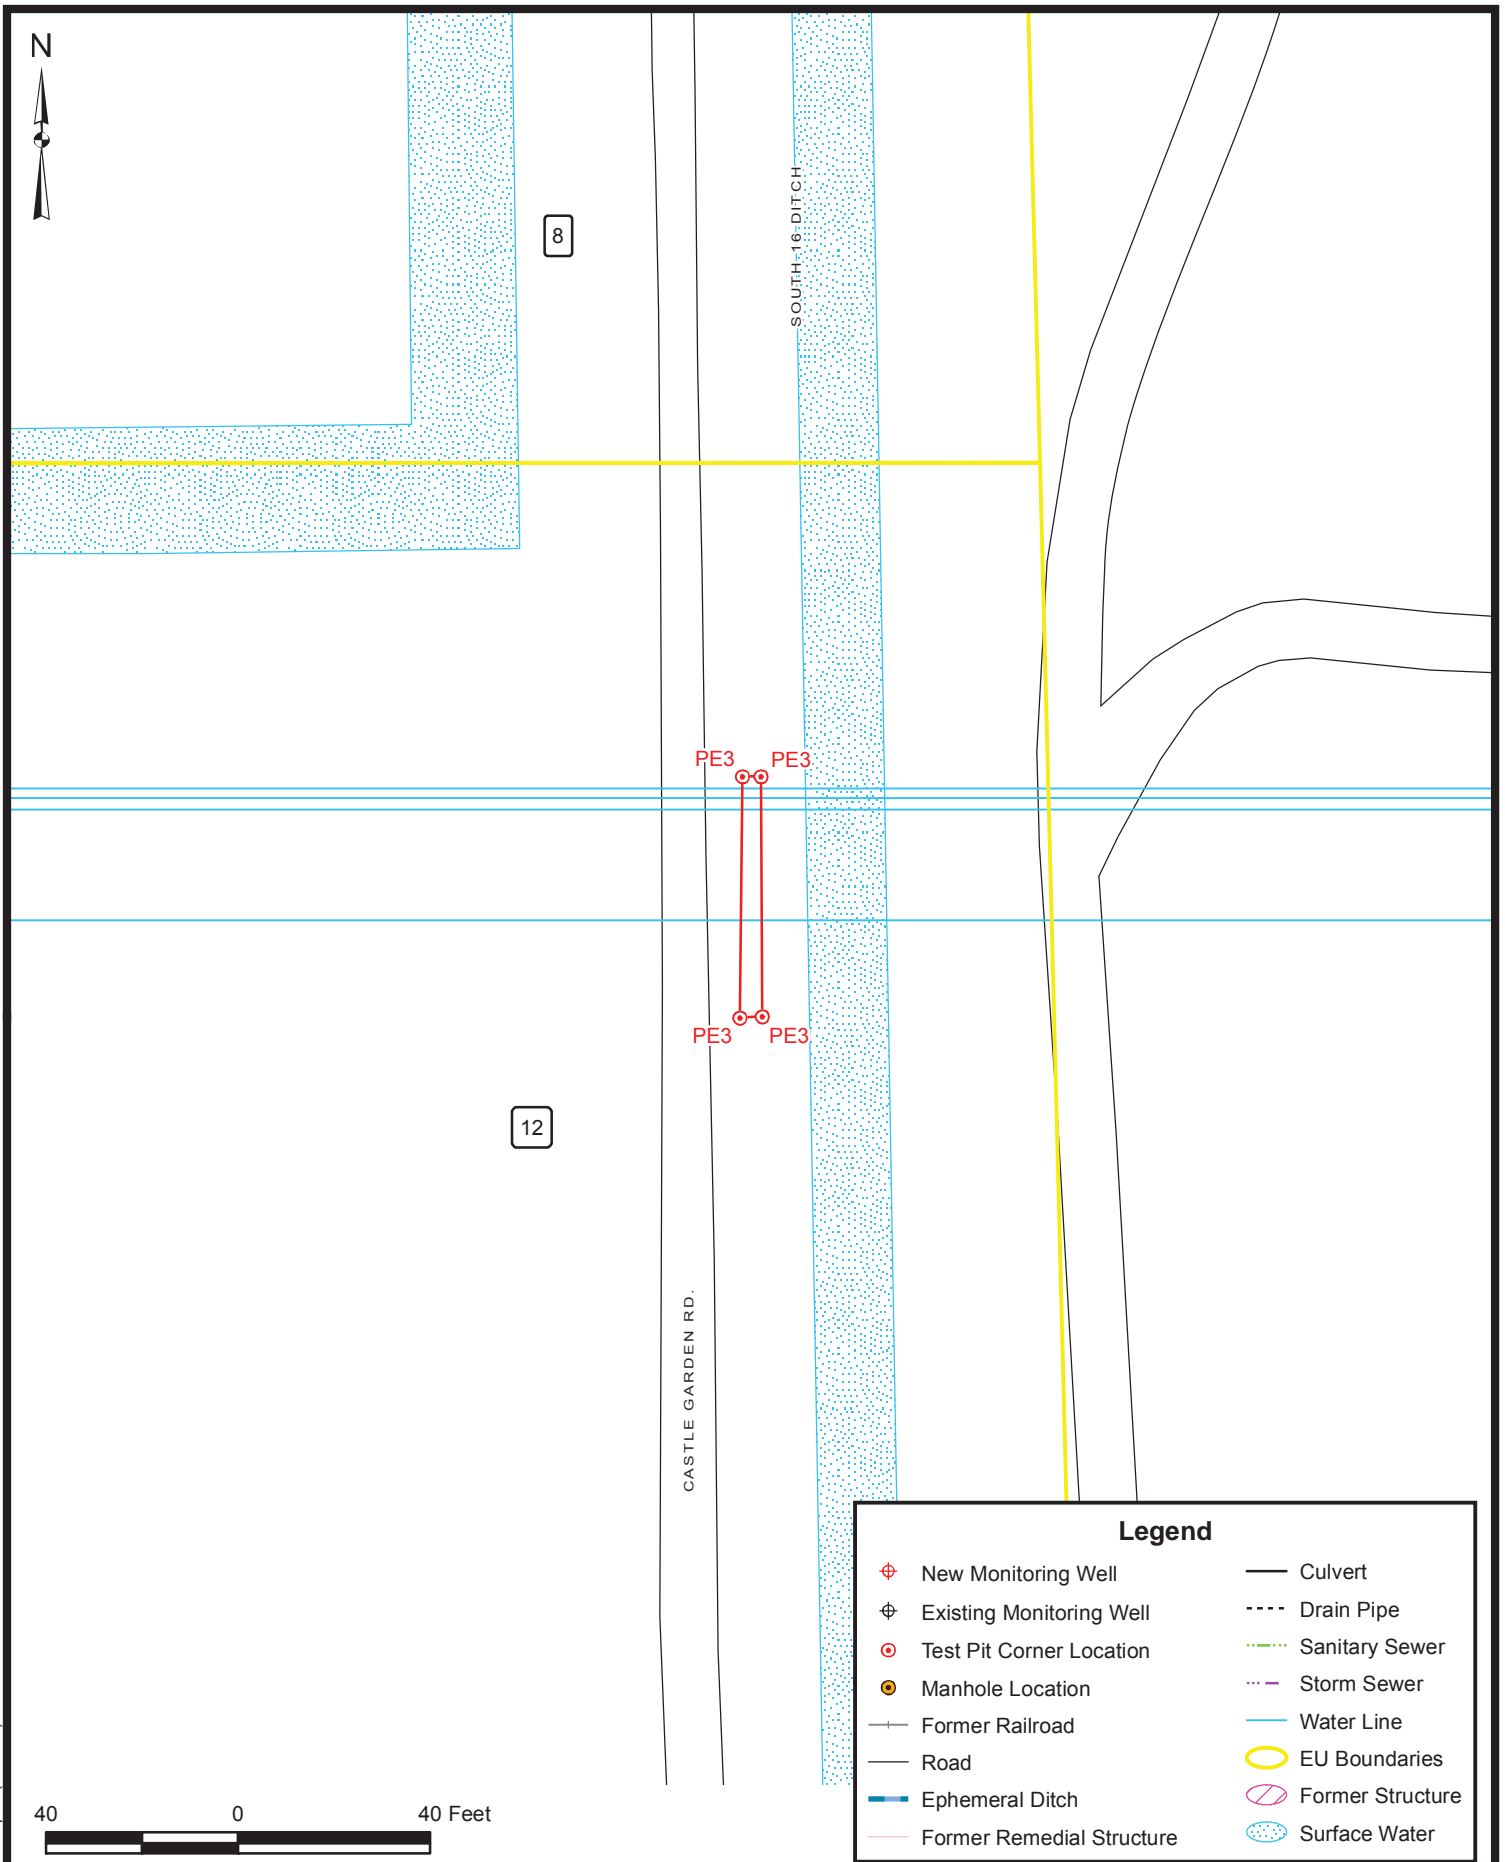 N
8
SOUTH 16 DITCH
PE3 PE3
PE3 PE3
12
CASTLE GARDEN RD.
40 0 40 Feet
Legend
New Monitoring Well
Existing Monitoring Well
Test Pit Corner Location
Manhole Location
Former Railroad
Road
Ephemeral Ditch
Former Remedial Structure
Culvert
Drain Pipe
Sanitary Sewer
Storm Sewer
Water Line
EU Boundaries
Former Structure
Surface Water